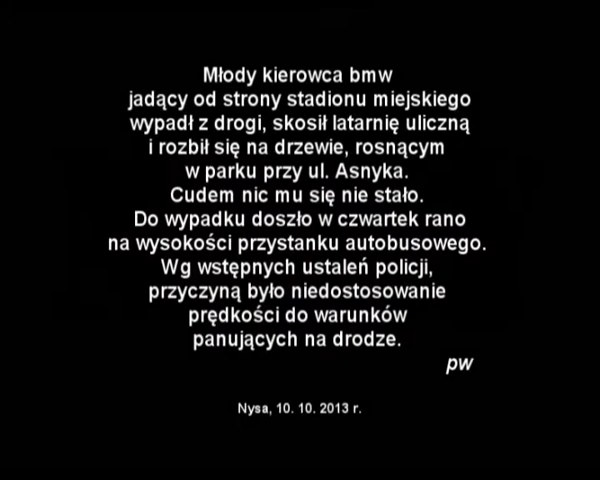 Młody kierowca bmw
jadący od strony stadionu miejskiego
wypadł z drogi, skosił latarnię uliczną
i rozbił się na drzewie, rosnącym
w parku przy ul. Asnyka.
Cudem nic mu się nie stało.
Do wypadku doszło w czwartek rano
na wysokości przystanku autobusowego.
Wg wstępnych ustaleń policji,
przyczyną było niedostosowanie
prędkości do warunków
panujących na drodze.
pw
Nysa, 10. 10. 2013 r.